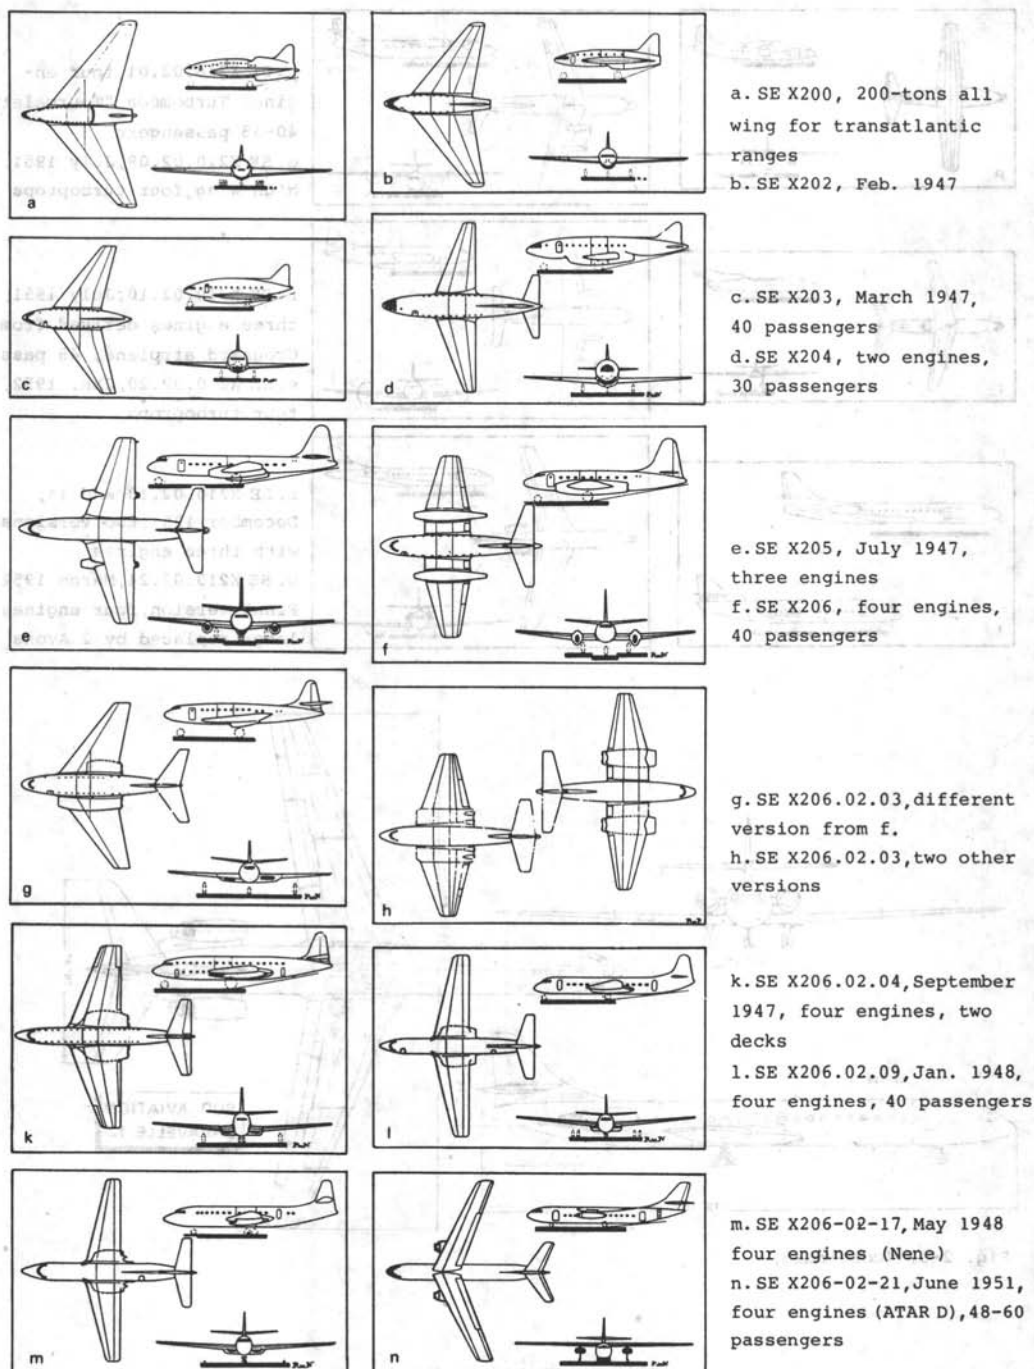 a
b
a. SE X200, 200-tons all
wing for transatlantic
ranges
b. SE X202, Feb. 1947
c
d
c. SE X203, March 1947,
40 passengers
d. SE X204, two engines,
30 passengers
e
f
e. SE X205, July 1947,
three engines
f. SE X206, four engines,
40 passengers
g
h
g. SE X206.02.03, different
version from f.
h. SE X206.02.03, two other
versions
k
l
k. SE X206.02.04, September
1947, four engines, two
decks
l. SE X206.02.09, Jan. 1948,
four engines, 40 passengers
m
n
m. SE X206-02-17, May 1948
four engines (Nene)
n. SE X206-02-21, June 1951,
four engines (ATAR D), 48-60
passengers